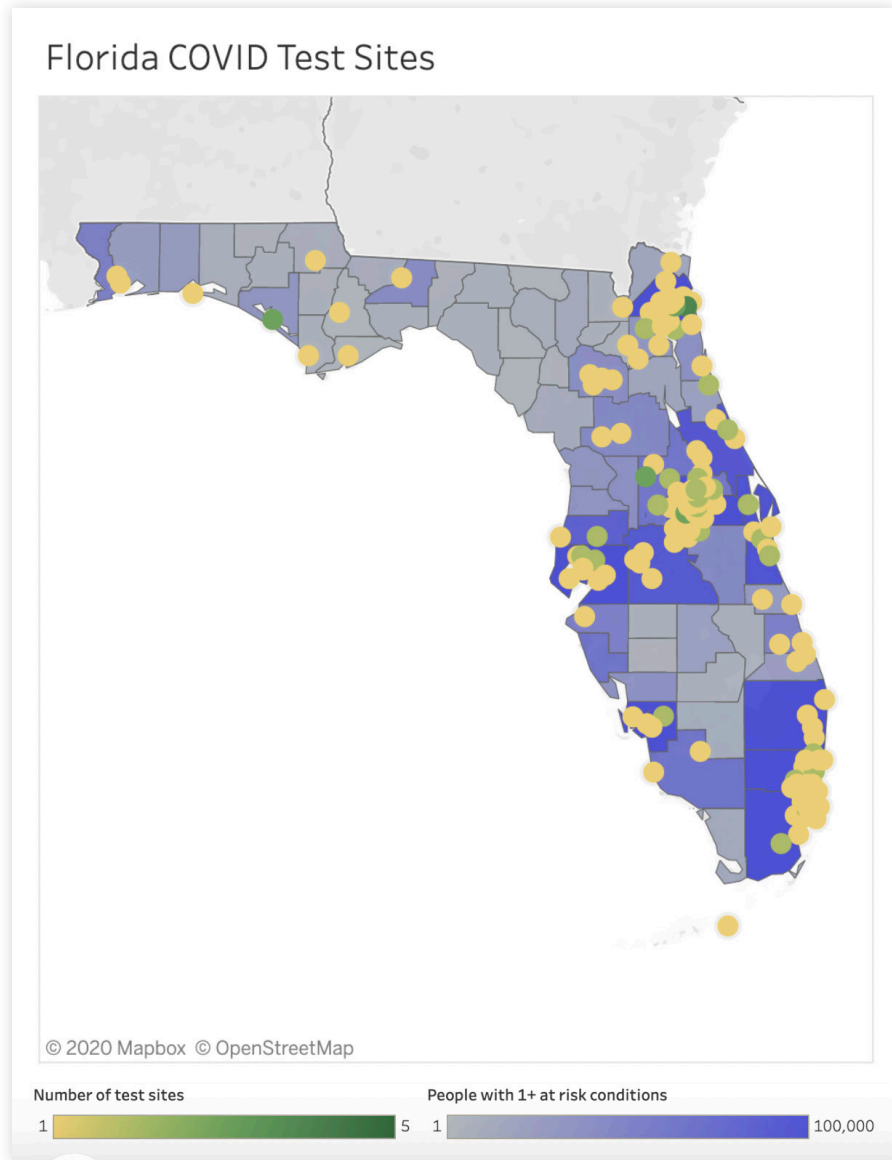 Florida COVID Test Sites
© 2020 Mapbox © OpenStreetMap
Number of test sites
1 5
People with 1+ at risk conditions
1 100,000